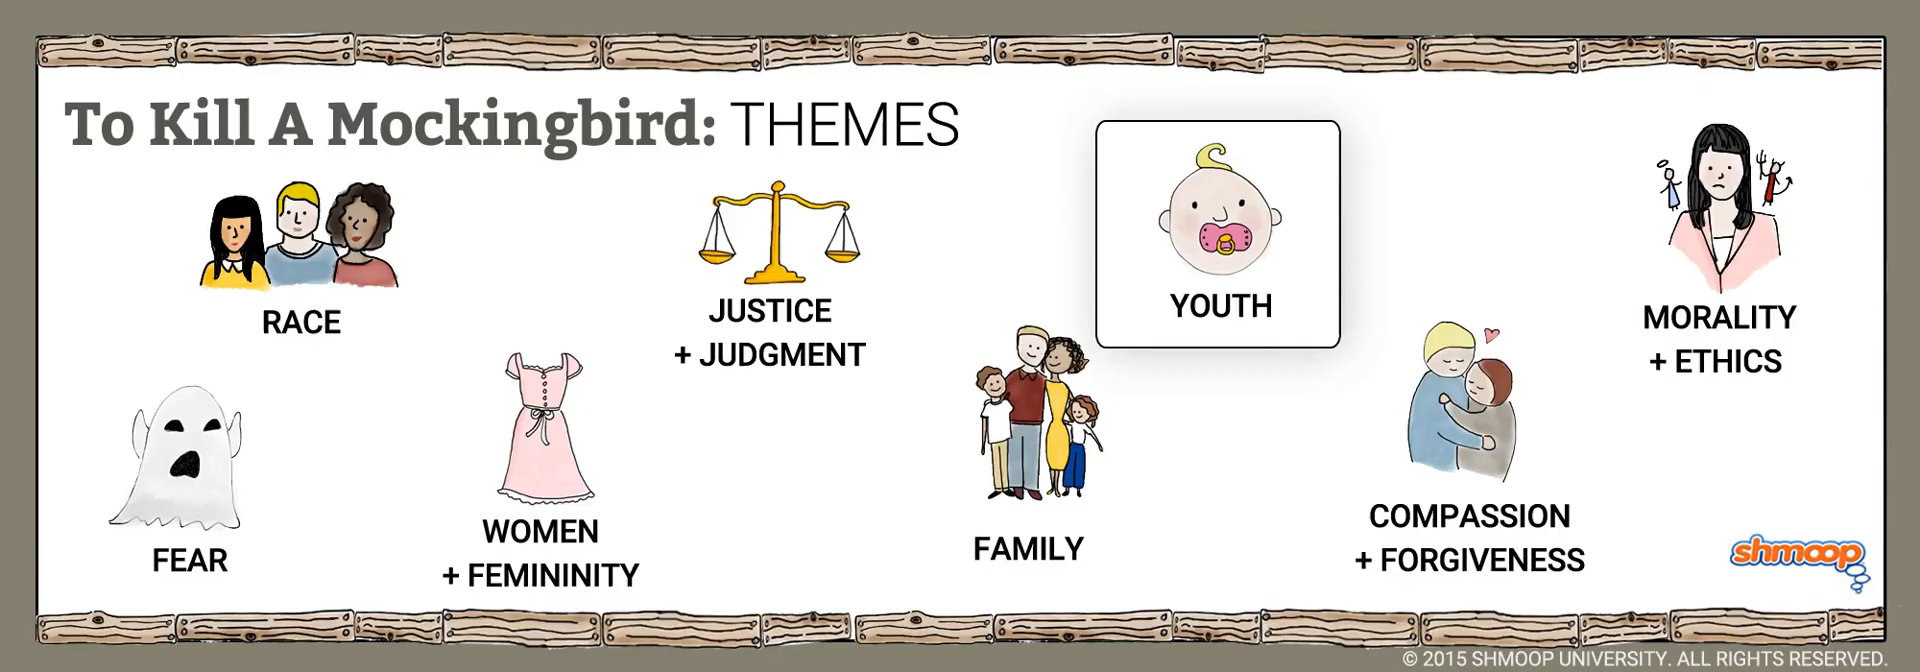 To Kill A Mockingbird: THEMES
RACE
JUSTICE
+ JUDGMENT
YOUTH
MORALITY
+ ETHICS
FEAR
WOMEN
+ FEMININITY
FAMILY
COMPASSION
+ FORGIVENESS
shmoop
© 2015 SHMOOP UNIVERSITY. ALL RIGHTS RESERVED.